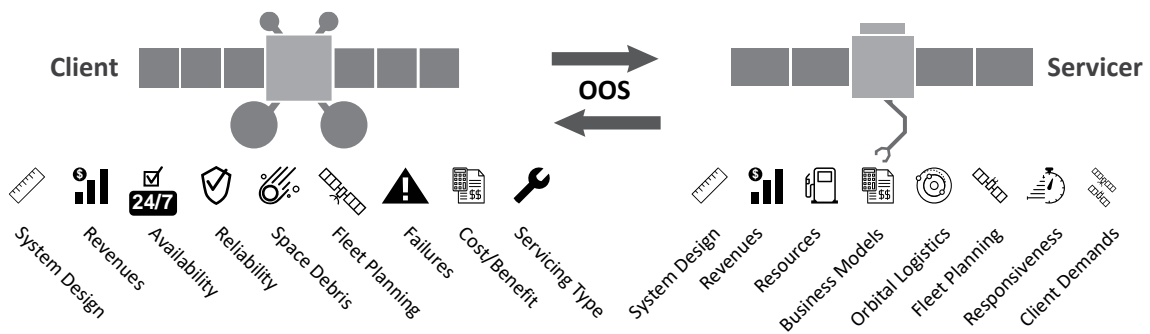 Client
OOS
Servicer
$
24/7
$$
$
$$
System Design
Revenues
Availability
Reliability
Space Debris
Fleet Planning
Failures
Cost/Benefit
Servicing Type
System Design
Revenues
Resources
Business Models
Orbital Logistics
Fleet Planning
Responsiveness
Client Demands